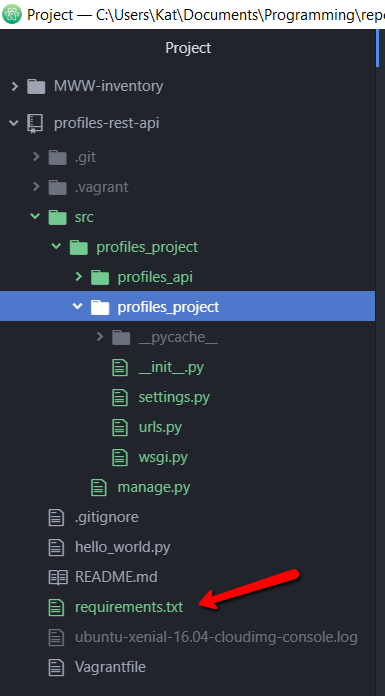 Project — C:\Users\Kat\Documents\Programming\repo
Project
MWW-inventory
profiles-rest-api
.git
.vagrant
src
profiles_project
profiles_api
profiles_project
__pycache__
__init__.py
settings.py
urls.py
wsgi.py
manage.py
.gitignore
hello_world.py
README.md
requirements.txt
ubuntu-xenial-16.04-cloudimg-console.log
Vagrantfile